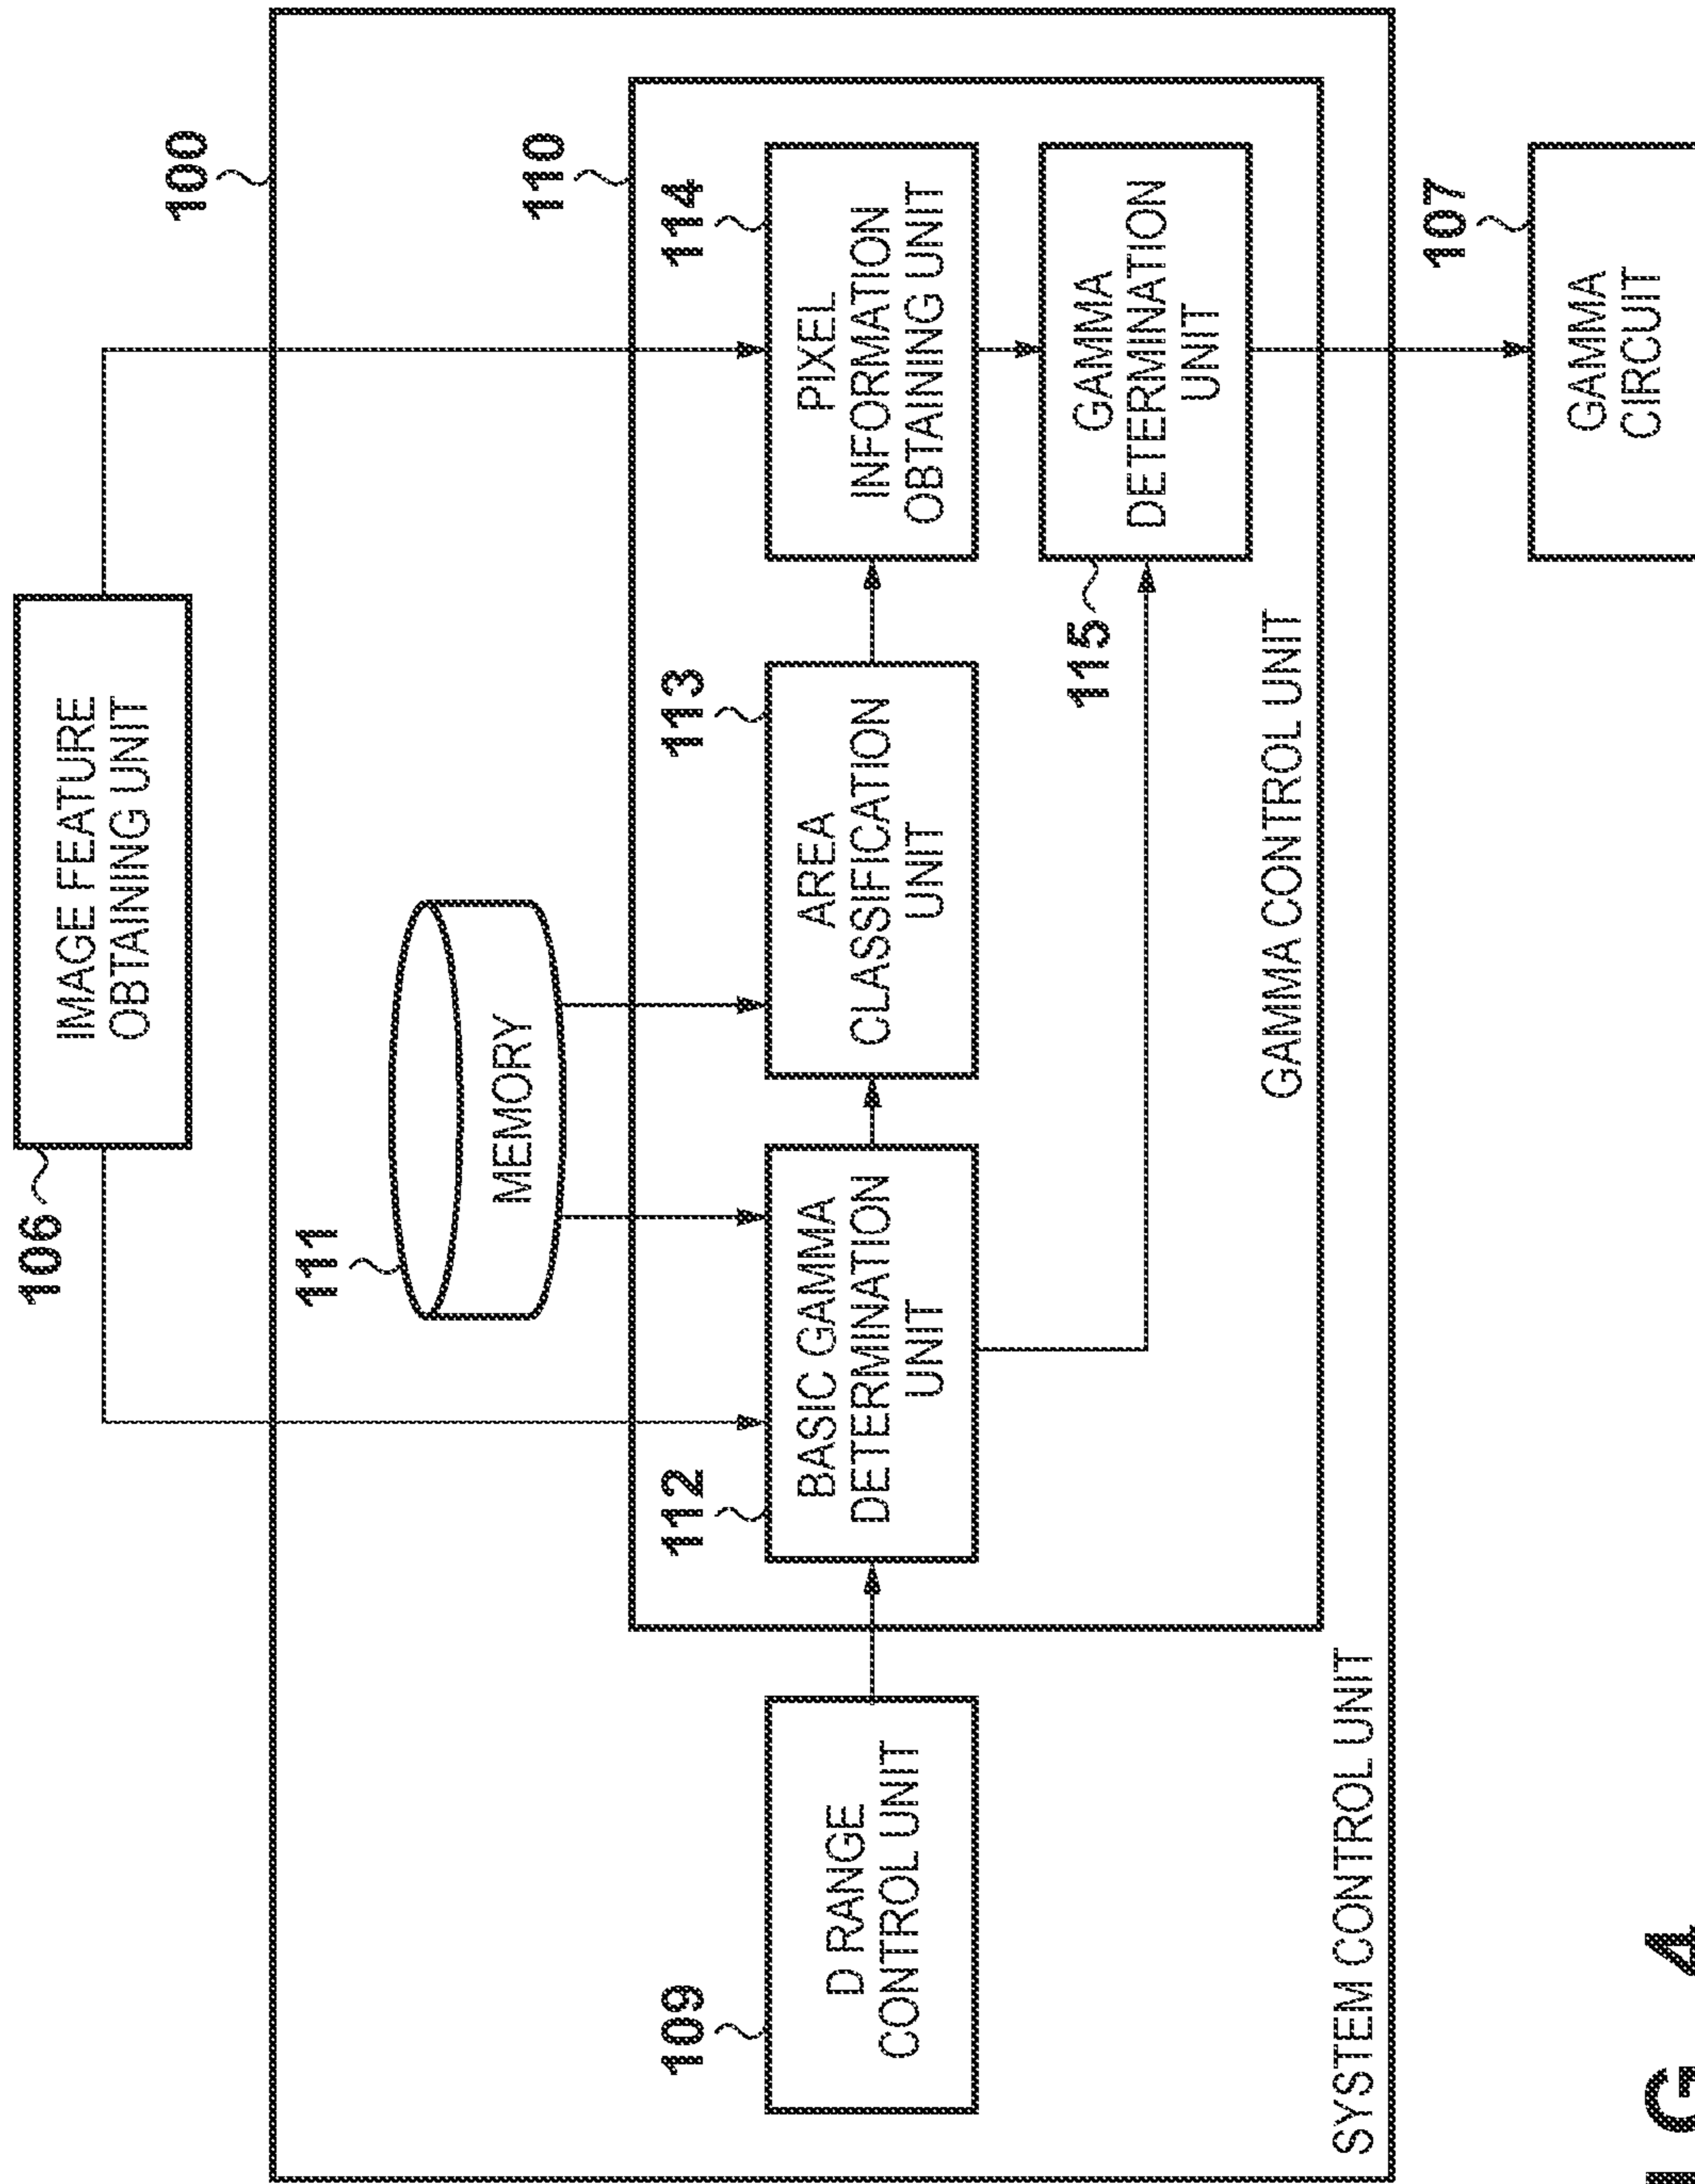 106
IMAGE FEATURE
OBTAINING UNIT
100
111
MEMORY
110
109
D RANGE
CONTROL UNIT
112
BASIC GAMMA
DETERMINATION
UNIT
113
AREA
CLASSIFICATION
UNIT
114
PIXEL
INFORMATION
OBTAINING UNIT
115
GAMMA
DETERMINATION
UNIT
GAMMA CONTROL UNIT
SYSTEM CONTROL UNIT
107
GAMMA
CIRCUIT
IG. 4